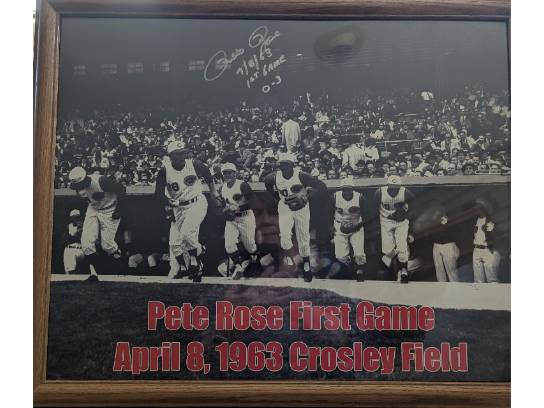 Pete Rose
4/8/63
1st GAME
0-3
Pete Rose First Game
April 8, 1963 Crosley Field